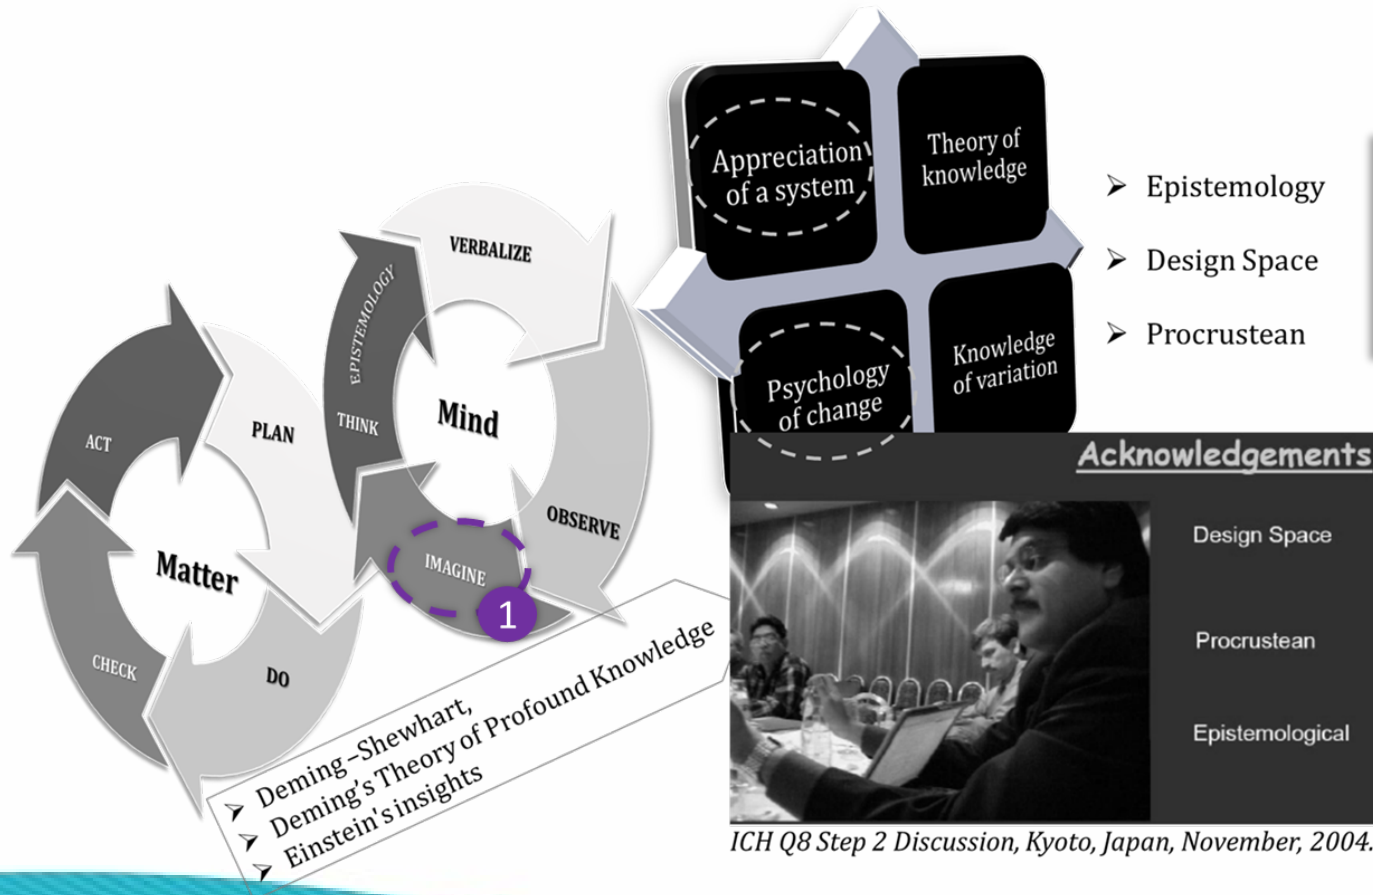 Appreciation
of a system
Theory of
knowledge
Psychology
of change
Knowledge
of variation
➢ Epistemology
➢ Design Space
➢ Procrustean
VERBALIZE
EPISTEMOLOGY
THINK
Mind
OBSERVE
IMAGINE
1
ACT
PLAN
Matter
CHECK
DO
➢ Deming–Shewhart,
➢ Deming's Theory of Profound Knowledge
➢ Einstein's insights
Acknowledgements
Design Space
Procrustean
Epistemological
ICH Q8 Step 2 Discussion, Kyoto, Japan, November, 2004.